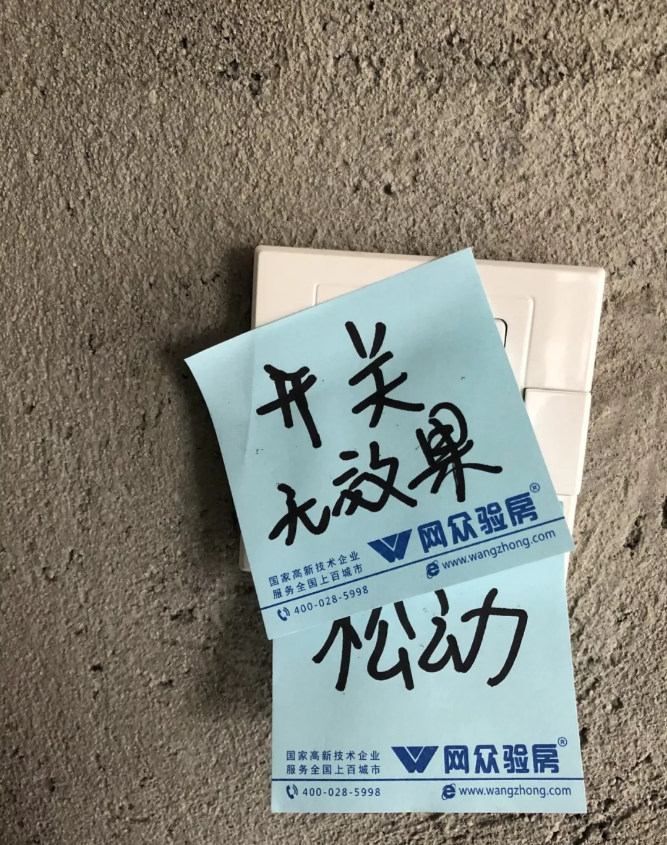 开关
无效果
网众验房®
国家高新技术企业
服务全国上百城市
www.wangzhong.com
400-028-5998
松动
网众验房®
国家高新技术企业
服务全国上百城市
400-028-5998
www.wangzhong.com